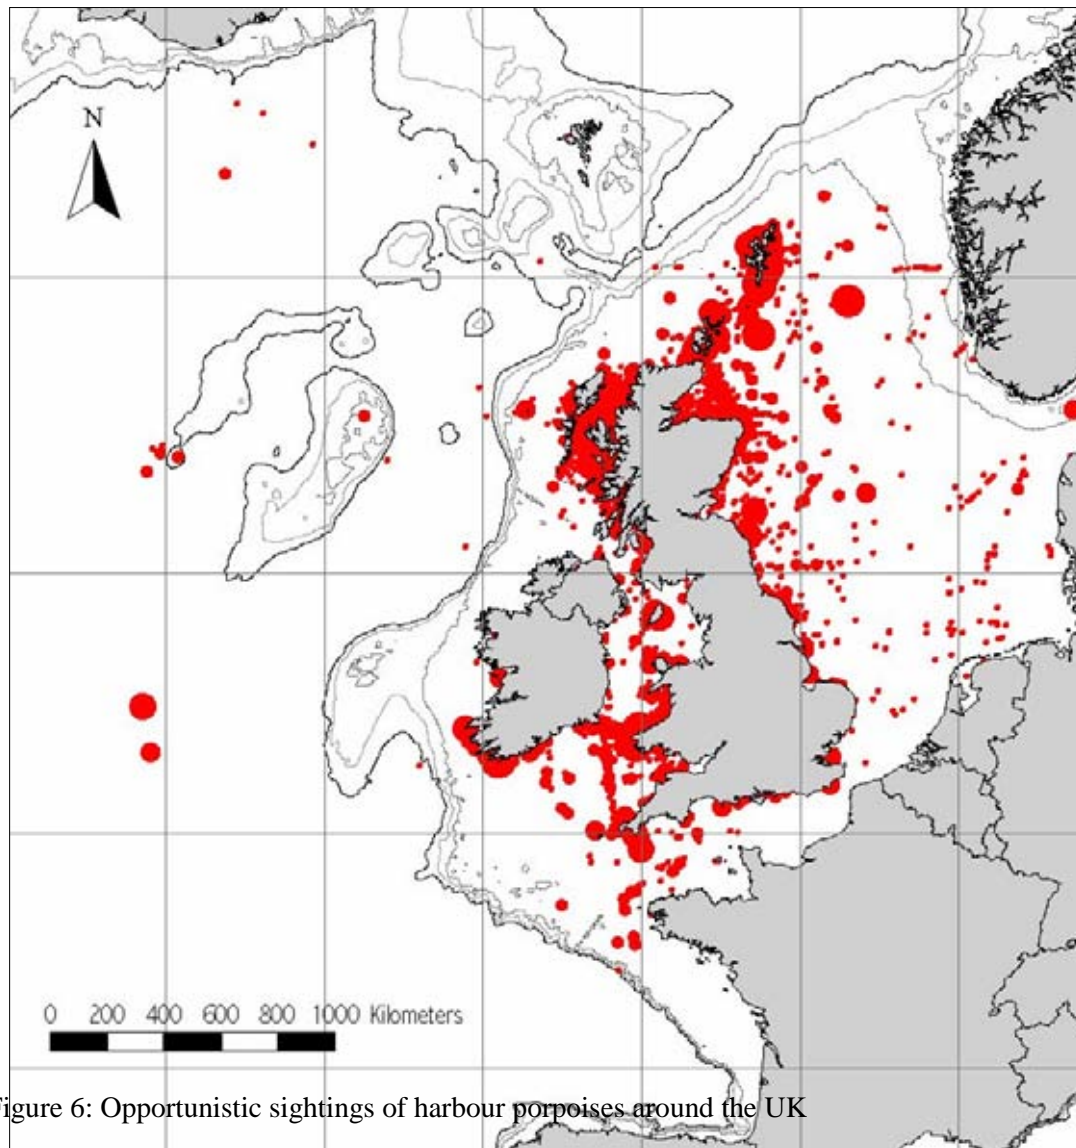 N
0 200 400 600 800 1000 Kilometers
igure 6: Opportunistic sightings of harbour porpoises around the UK